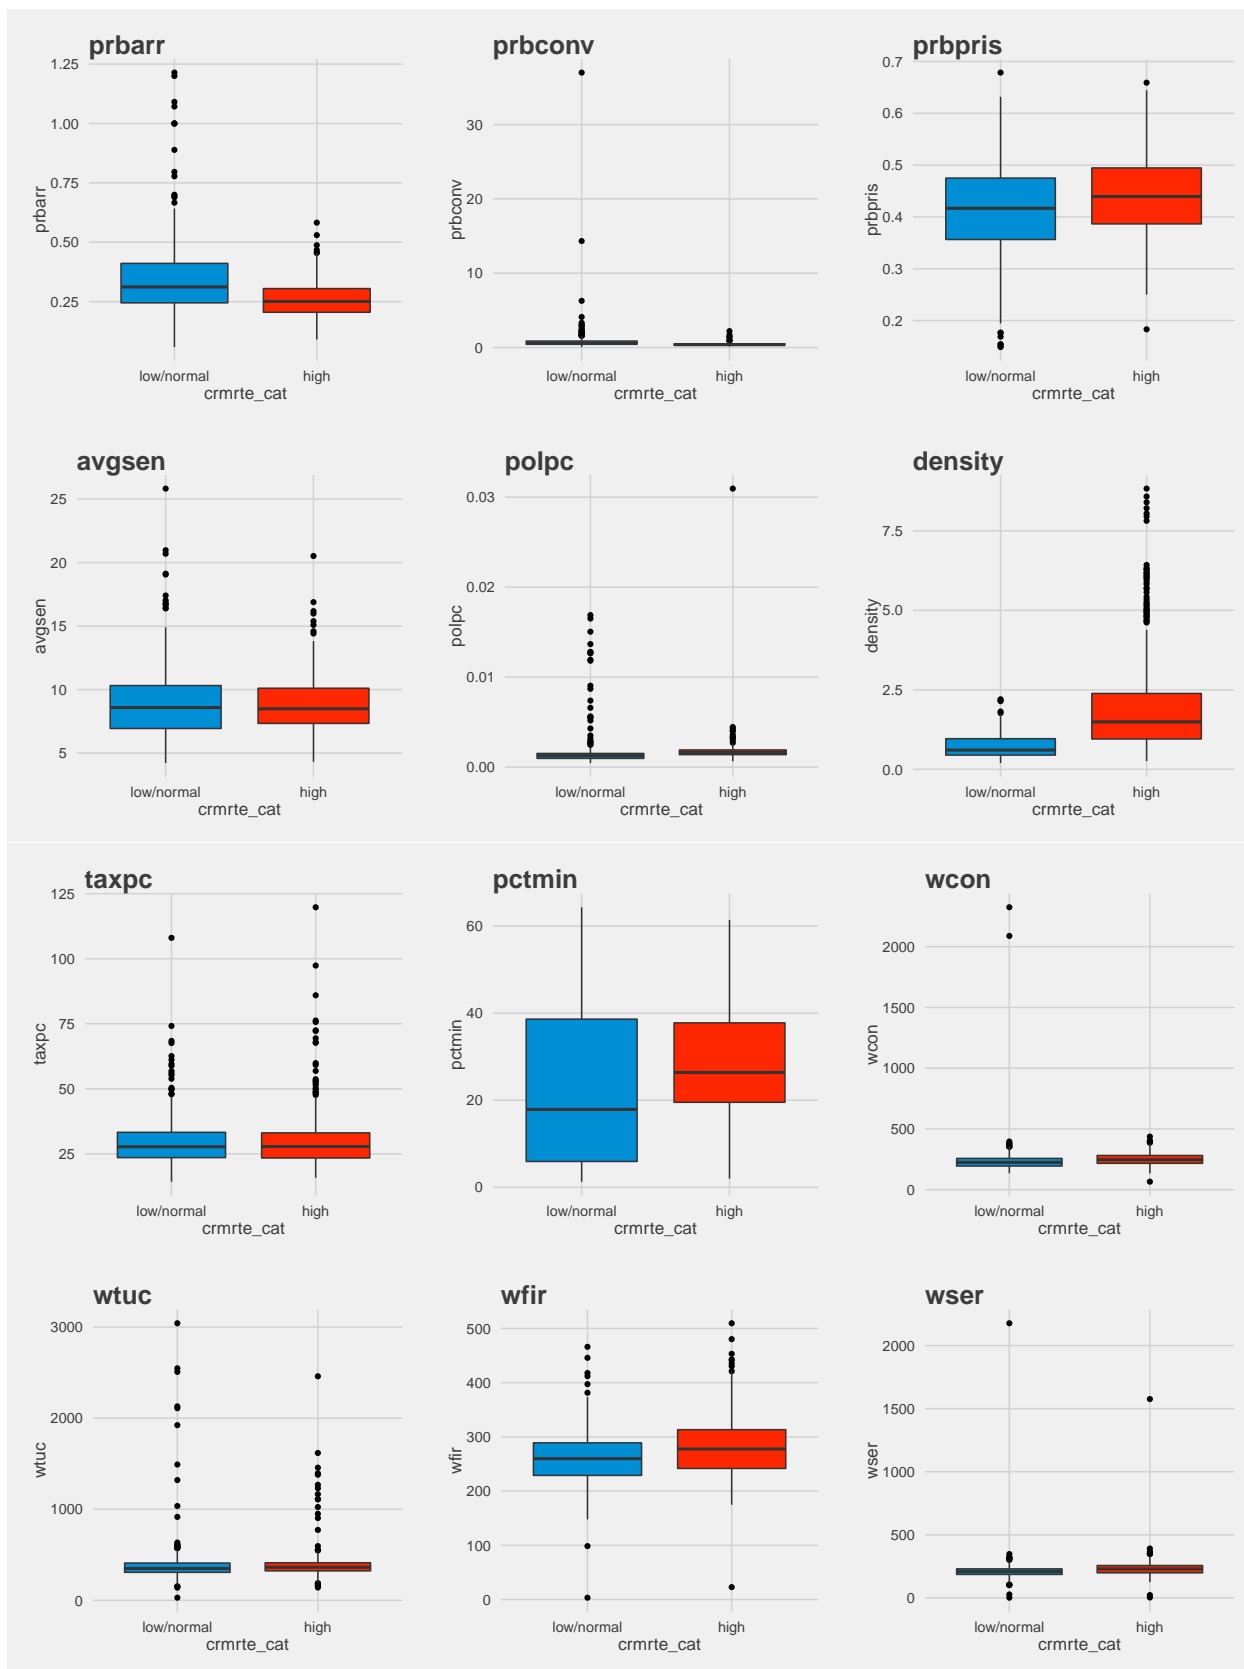 prbarr
prbconv
prbpris
1.25
1.00
0.75
0.50
0.25
prbarr
low/normal
high
crmrte_cat
30
20
10
0
prbconv
low/normal
high
crmrte_cat
0.7
0.6
0.5
0.4
0.3
0.2
prbpris
low/normal
high
crmrte_cat
avgsen
polpc
density
25
20
15
10
5
avgsen
low/normal
high
crmrte_cat
0.03
0.02
0.01
0.00
polpc
low/normal
high
crmrte_cat
7.5
5.0
2.5
0.0
density
low/normal
high
crmrte_cat
taxpc
pctmin
wcon
125
100
75
50
25
taxpc
low/normal
high
crmrte_cat
60
40
20
0
pctmin
low/normal
high
crmrte_cat
2000
1500
1000
500
0
wcon
low/normal
high
crmrte_cat
wtuc
wfir
wser
3000
2000
1000
0
wtuc
low/normal
high
crmrte_cat
500
400
300
200
100
0
wfir
low/normal
high
crmrte_cat
2000
1500
1000
500
0
wser
low/normal
high
crmrte_cat